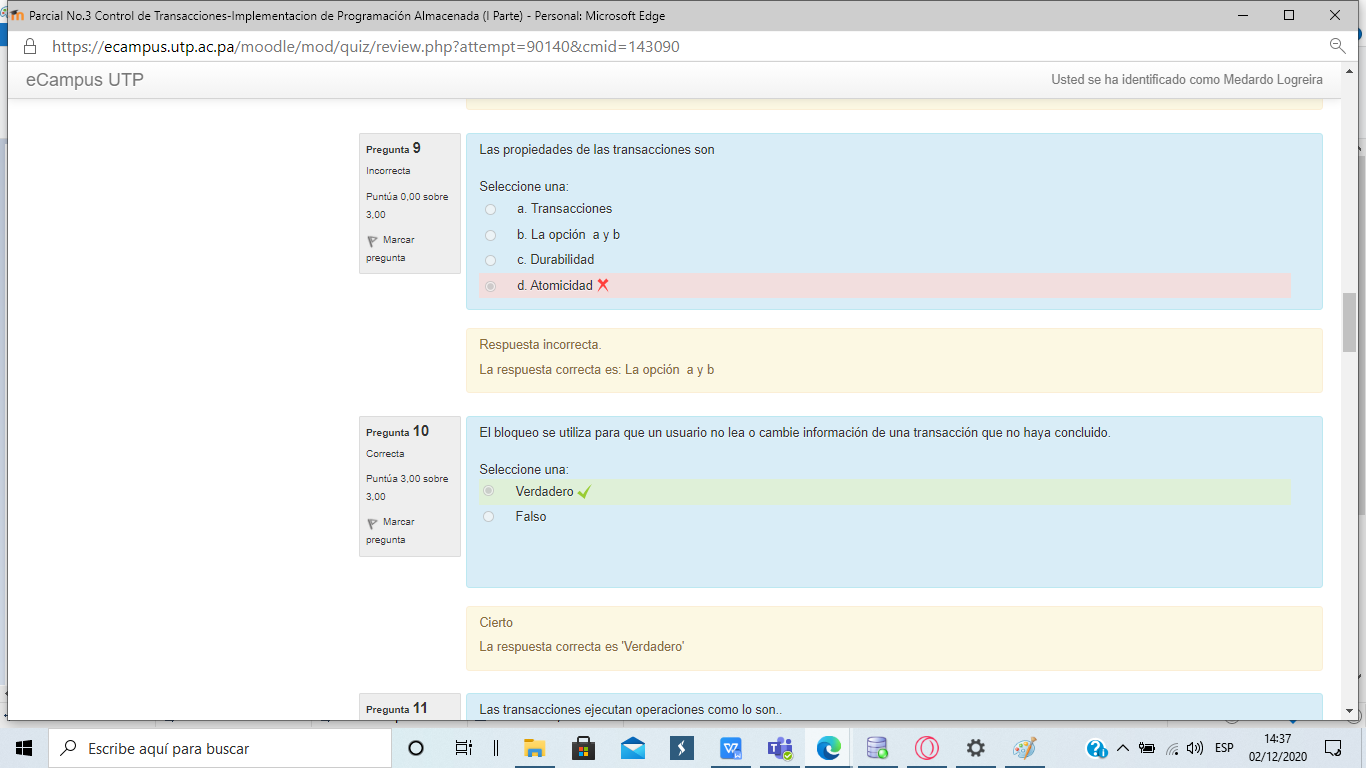 Parcial No.3 Control de Transacciones-Implementacion de Programación Almacenada (I Parte) - Personal: Microsoft Edge
https://ecampus.utp.ac.pa/moodle/mod/quiz/review.php?attempt=90140&cmid=143090
eCampus UTP
Usted se ha identificado como Medardo Logreira
Pregunta 9
Incorrecta
Puntúa 0,00 sobre
3,00
Marcar
pregunta
Las propiedades de las transacciones son
Seleccione una:
a. Transacciones
b. La opción  a y b
c. Durabilidad
d. Atomicidad
Respuesta incorrecta.
La respuesta correcta es: La opción  a y b
Pregunta 10
Correcta
Puntúa 3,00 sobre
3,00
Marcar
pregunta
El bloqueo se utiliza para que un usuario no lea o cambie información de una transacción que no haya concluido.
Seleccione una:
Verdadero
Falso
Cierto
La respuesta correcta es 'Verdadero'
Pregunta 11
Las transacciones ejecutan operaciones como lo son..
Escribe aquí para buscar
ESP
14:37
02/12/2020